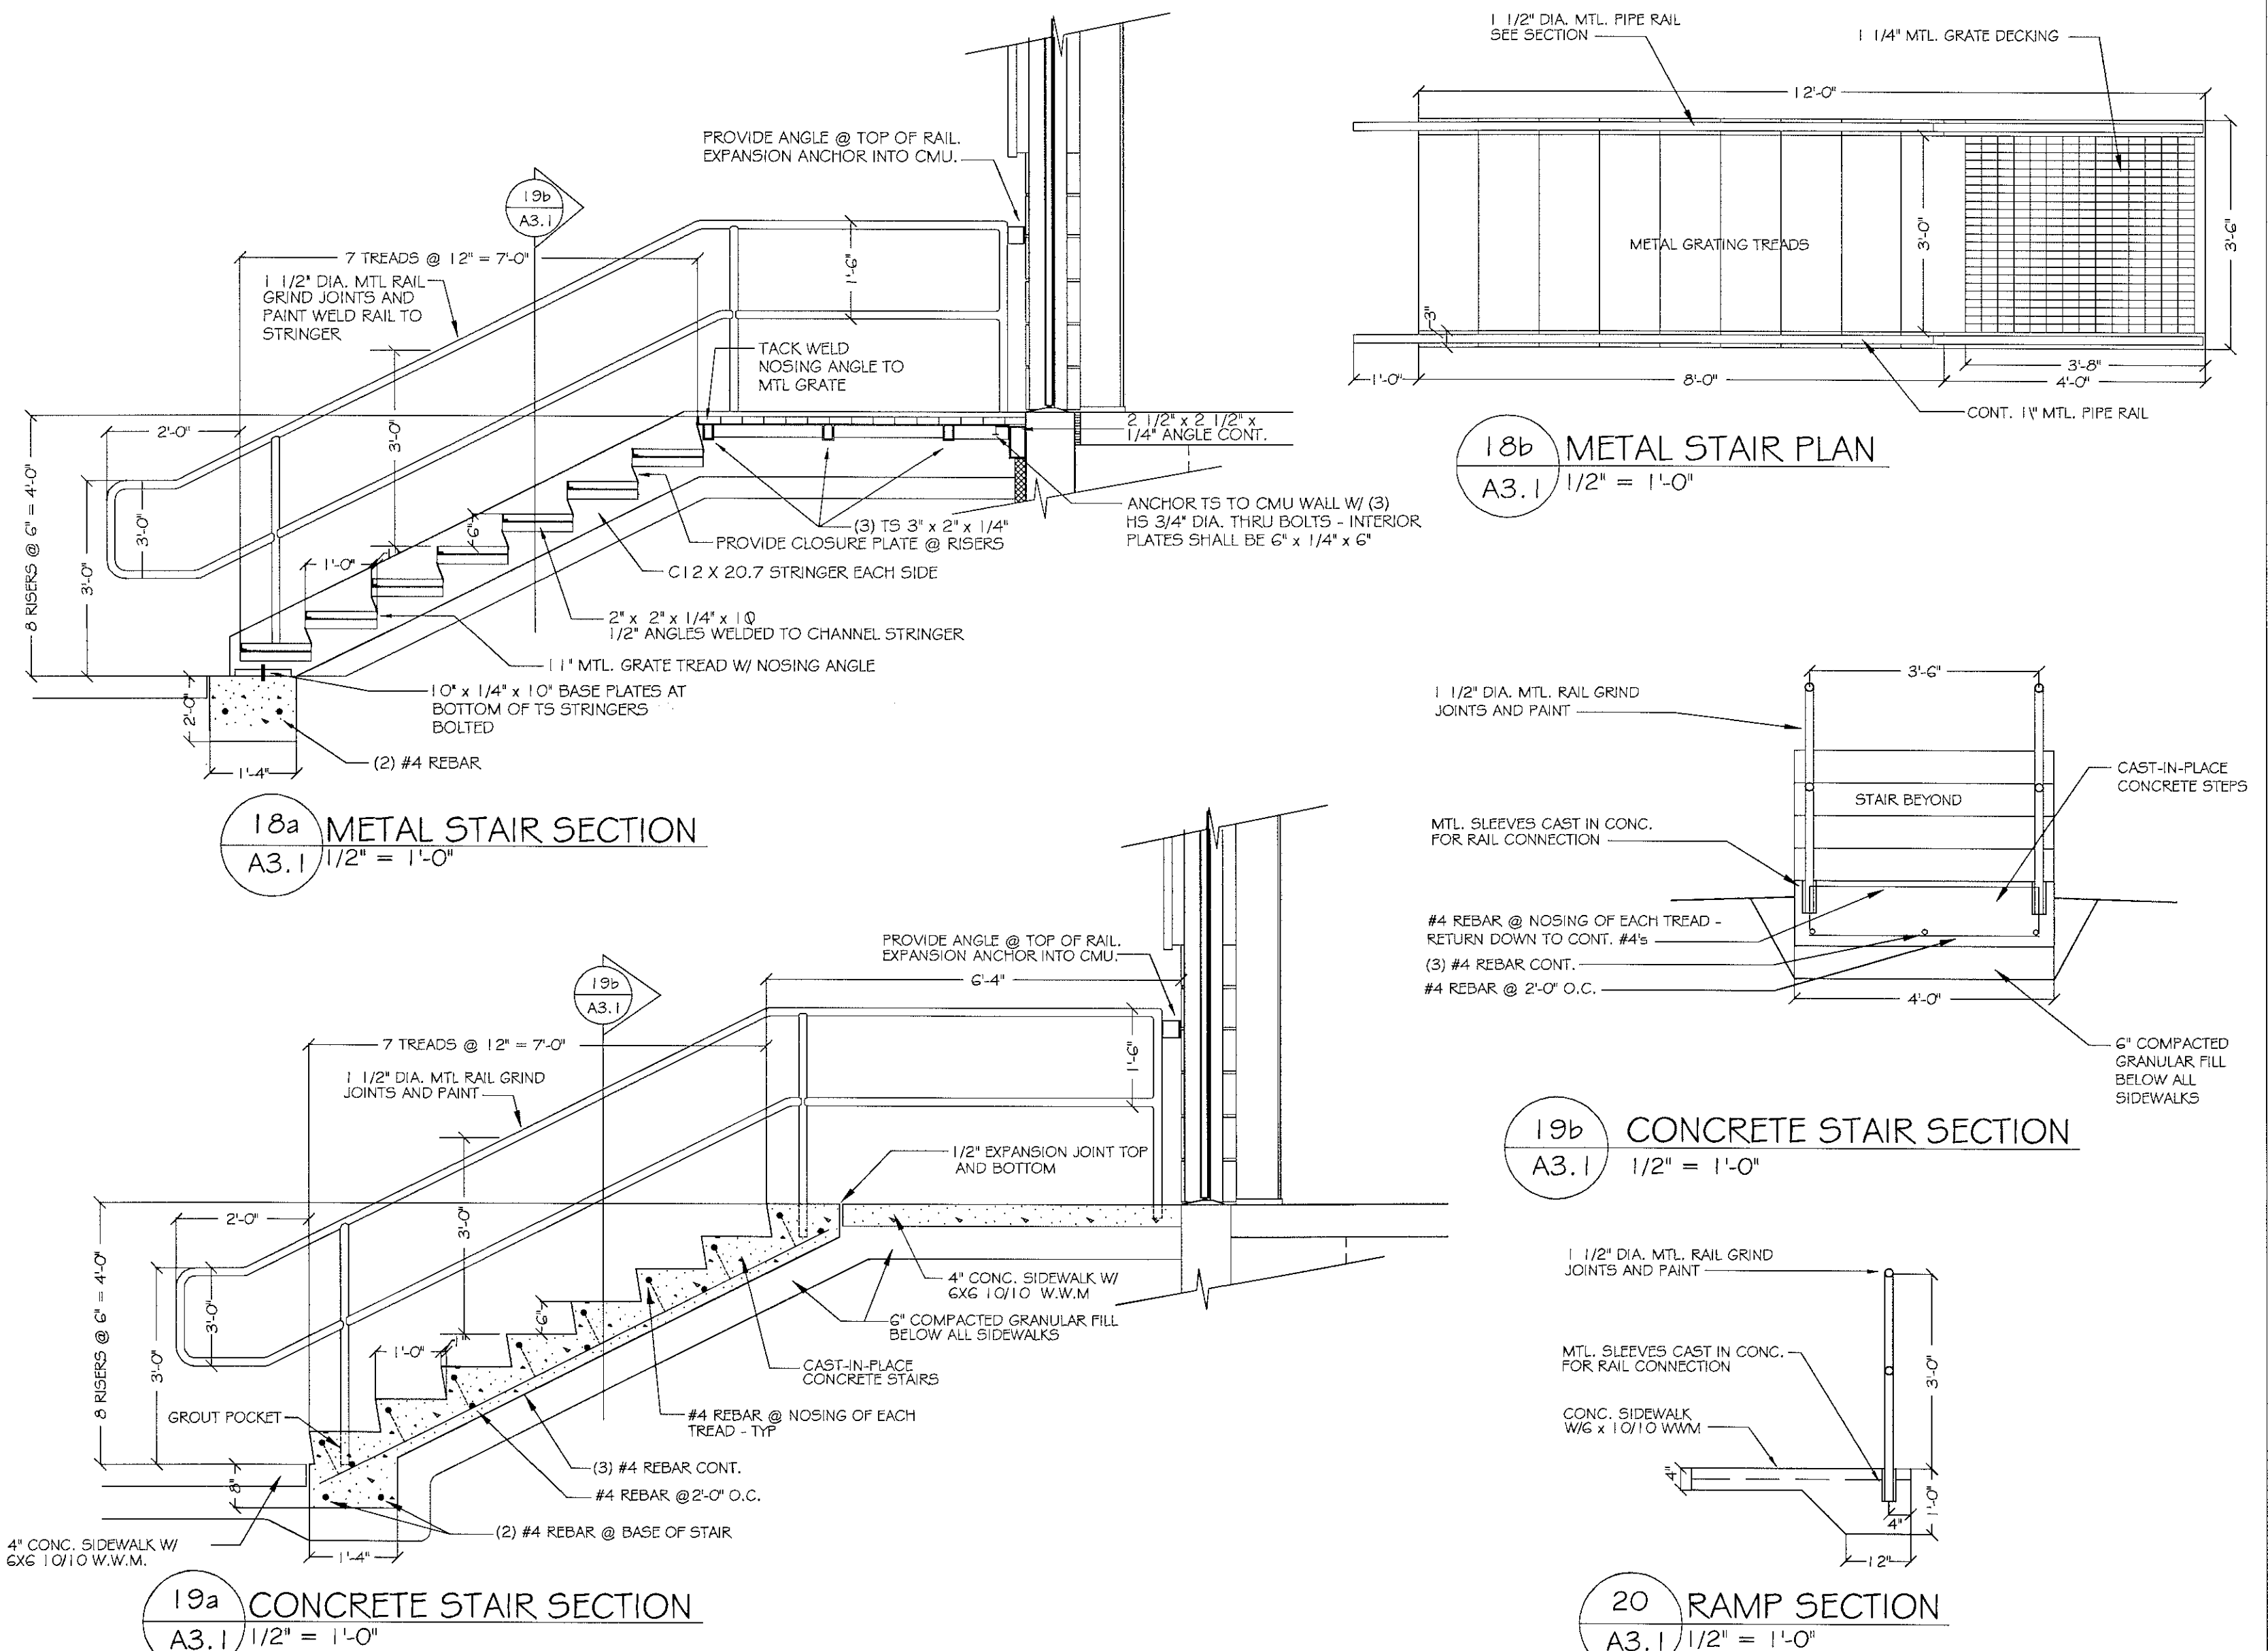 PROVIDE ANGLE @ TOP OF RAIL.
EXPANSION ANCHOR INTO CMU.
19b
A3.1
7 TREADS @ 12" = 7'-0"
1 1/2" DIA. MTL RAIL
GRIND JOINTS AND
PAINT WELD RAIL TO
STRINGER
1'-6"
TACK WELD
NOSING ANGLE TO
MTL GRATE
2'-0"
3'-0"
8 RISERS @ 6" = 4'-0"
3'-0"
3'-0"
6"
1'-0"
1"
2 1/2" x 2 1/2" x
1/4" ANGLE CONT.
ANCHOR TS TO CMU WALL W/ (3)
HS 3/4" DIA. THRU BOLTS - INTERIOR
PLATES SHALL BE 6" x 1/4" x 6"
(3) TS 3" x 2" x 1/4"
PROVIDE CLOSURE PLATE @ RISERS
C12 X 20.7 STRINGER EACH SIDE
2" x 2" x 1/4" x 10
1/2" ANGLES WELDED TO CHANNEL STRINGER
11" MTL. GRATE TREAD W/ NOSING ANGLE
10" x 1/4" x 10" BASE PLATES AT
BOTTOM OF TS STRINGERS
BOLTED
2'-0"
(2) #4 REBAR
1'-4"
18a
A3.1
METAL STAIR SECTION
1/2" = 1'-0"
1 1/2" DIA. MTL. PIPE RAIL
SEE SECTION
1 1/4" MTL. GRATE DECKING
12'-0"
METAL GRATING TREADS
3'-0"
3'-6"
3"
1'-0"
8'-0"
3'-8"
4'-0"
CONT. 1\" MTL. PIPE RAIL
18b
A3.1
METAL STAIR PLAN
1/2" = 1'-0"
3'-6"
1 1/2" DIA. MTL. RAIL GRIND
JOINTS AND PAINT
CAST-IN-PLACE
CONCRETE STEPS
STAIR BEYOND
MTL. SLEEVES CAST IN CONC.
FOR RAIL CONNECTION
#4 REBAR @ NOSING OF EACH TREAD -
RETURN DOWN TO CONT. #4's
(3) #4 REBAR CONT.
#4 REBAR @ 2'-0" O.C.
4'-0"
6" COMPACTED
GRANULAR FILL
BELOW ALL
SIDEWALKS
19b
A3.1
CONCRETE STAIR SECTION
1/2" = 1'-0"
PROVIDE ANGLE @ TOP OF RAIL.
EXPANSION ANCHOR INTO CMU.
6'-4"
19b
A3.1
7 TREADS @ 12" = 7'-0"
1 1/2" DIA. MTL RAIL GRIND
JOINTS AND PAINT
1'-6"
1/2" EXPANSION JOINT TOP
AND BOTTOM
2'-0"
3'-0"
8 RISERS @ 6" = 4'-0"
3'-0"
3'-0"
6"
1'-0"
1"
4" CONC. SIDEWALK W/
6X6 10/10 W.W.M
6" COMPACTED GRANULAR FILL
BELOW ALL SIDEWALKS
CAST-IN-PLACE
CONCRETE STAIRS
#4 REBAR @ NOSING OF EACH
TREAD - TYP
GROUT POCKET
(3) #4 REBAR CONT.
#4 REBAR @2'-0" O.C.
8"
(2) #4 REBAR @ BASE OF STAIR
4" CONC. SIDEWALK W/
6X6 10/10 W.W.M.
1'-4"
19a
A3.1
CONCRETE STAIR SECTION
1/2" = 1'-0"
1 1/2" DIA. MTL. RAIL GRIND
JOINTS AND PAINT
MTL. SLEEVES CAST IN CONC.
FOR RAIL CONNECTION
3'-0"
CONC. SIDEWALK
W/6 x 10/10 WWM
4"
1'-0"
4"
12"
20
A3.1
RAMP SECTION
1/2" = 1'-0"